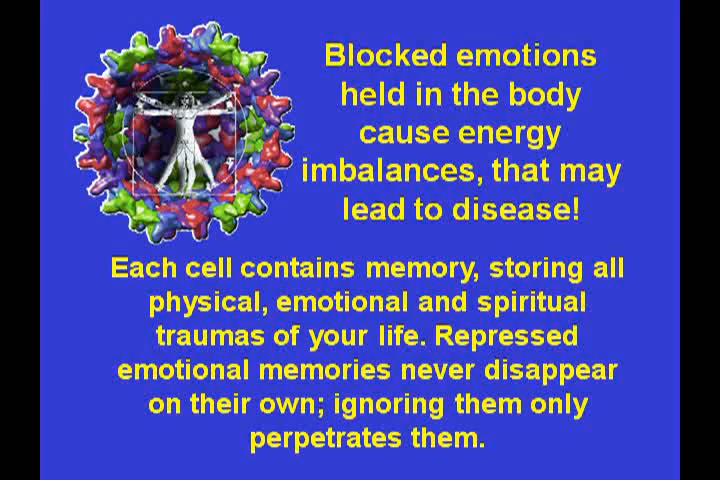 Blocked emotions
held in the body
cause energy
imbalances, that may
lead to disease!
Each cell contains memory, storing all
physical, emotional and spiritual
traumas of your life. Repressed
emotional memories never disappear
on their own; ignoring them only
perpetrates them.